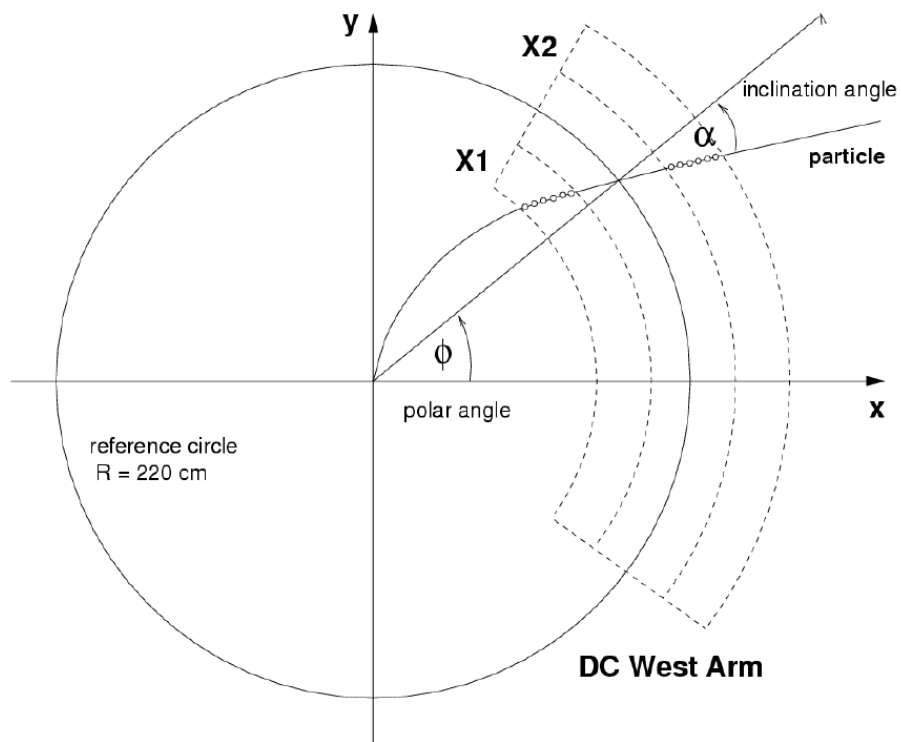 y
X2
inclination angle
α
X1
particle
ϕ
polar angle
x
reference circle
R = 220 cm
DC West Arm